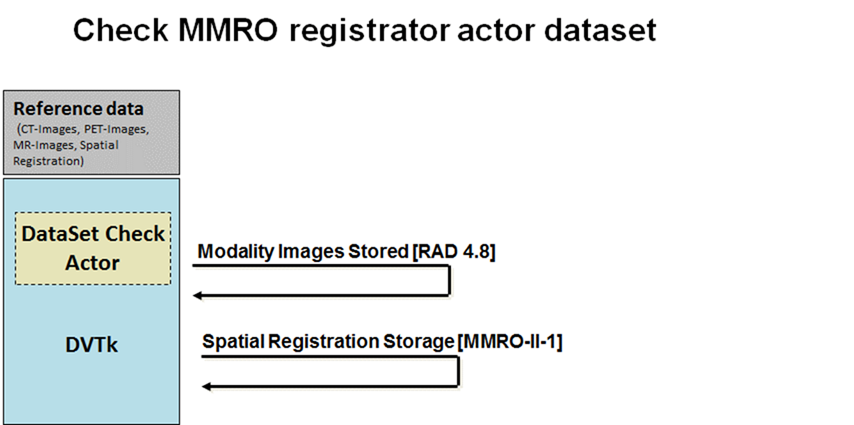 Check MMRO registrator actor dataset
Reference data
(CT-Images, PET-Images,
MR-Images, Spatial
Registration)
DataSet Check
Actor
Modality Images Stored [RAD 4.8]
DVTk
Spatial Registration Storage [MMRO-II-1]